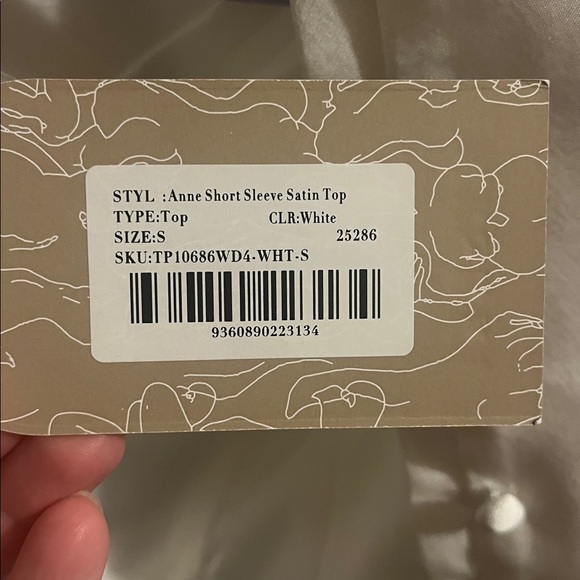 STYL :Anne Short Sleeve Satin Top
TYPE:Top CLR:White
SIZE:S 25286
SKU:TP10686WD4-WHT-S
9360890223134